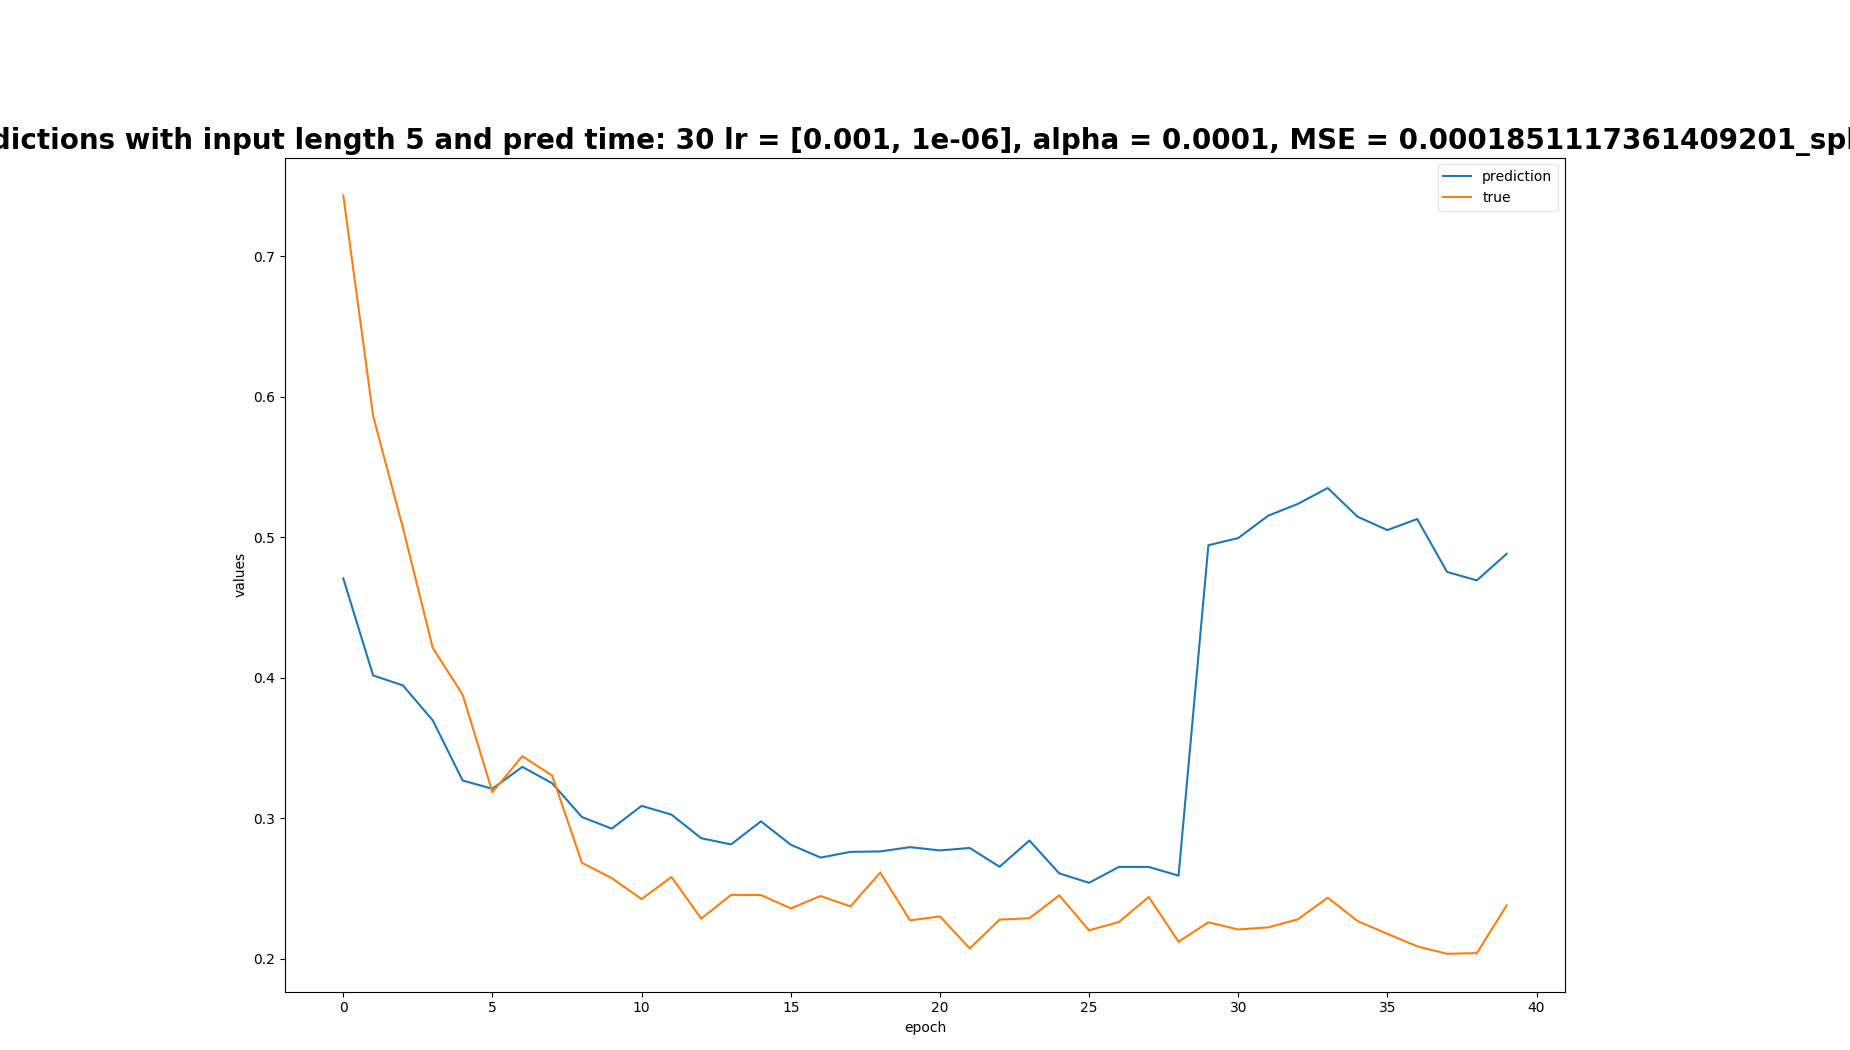 dictions with input length 5 and pred time: 30 lr = [0.001, 1e-06], alpha = 0.0001, MSE = 0.0001851117361409201_spl
prediction
true
0.7
0.6
0.5
0.4
0.3
0.2
values
0 5 10 15 20 25 30 35 40
epoch